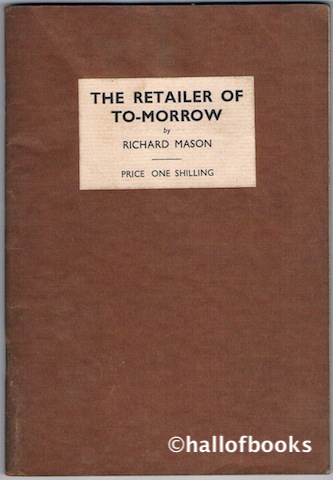 THE RETAILER OF
TO-MORROW
by
RICHARD MASON
PRICE ONE SHILLING
©hallofbooks